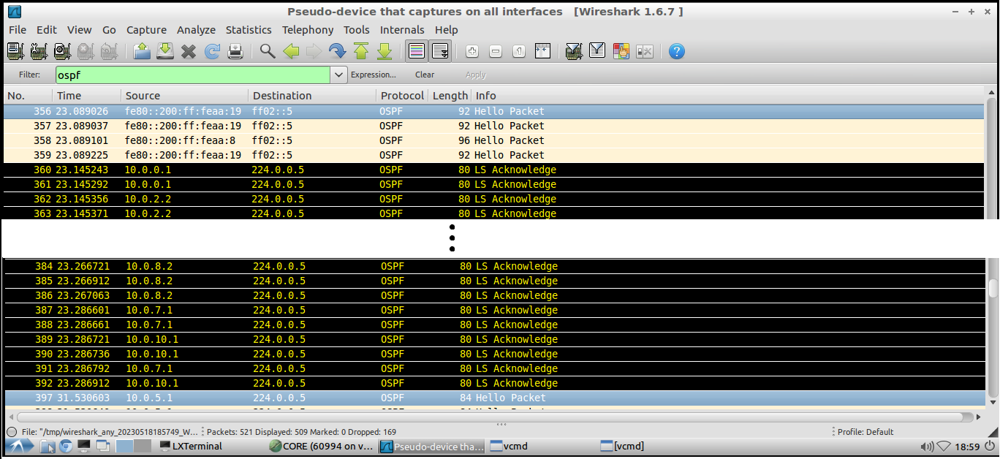 Pseudo-device that captures on all interfaces [Wireshark 1.6.7 ]
File Edit View Go Capture Analyze Statistics Telephony Tools Internals Help
Filter: ospf Expression... Clear Apply
No. Time Source Destination Protocol Length Info
356 23.089026 fe80::200:ff:feaa:19 ff02::5 OSPF 92 Hello Packet
357 23.089037 fe80::200:ff:feaa:19 ff02::5 OSPF 92 Hello Packet
358 23.089101 fe80::200:ff:feaa:8 ff02::5 OSPF 96 Hello Packet
359 23.089225 fe80::200:ff:feaa:19 ff02::5 OSPF 92 Hello Packet
360 23.145243 10.0.0.1 224.0.0.5 OSPF 80 LS Acknowledge
361 23.145292 10.0.0.1 224.0.0.5 OSPF 80 LS Acknowledge
362 23.145356 10.0.2.2 224.0.0.5 OSPF 80 LS Acknowledge
363 23.145371 10.0.2.2 224.0.0.5 OSPF 80 LS Acknowledge
384 23.266721 10.0.8.2 224.0.0.5 OSPF 80 LS Acknowledge
385 23.266912 10.0.8.2 224.0.0.5 OSPF 80 LS Acknowledge
386 23.267063 10.0.8.2 224.0.0.5 OSPF 80 LS Acknowledge
387 23.286601 10.0.7.1 224.0.0.5 OSPF 80 LS Acknowledge
388 23.286661 10.0.7.1 224.0.0.5 OSPF 80 LS Acknowledge
389 23.286721 10.0.10.1 224.0.0.5 OSPF 80 LS Acknowledge
390 23.286736 10.0.10.1 224.0.0.5 OSPF 80 LS Acknowledge
391 23.286792 10.0.7.1 224.0.0.5 OSPF 80 LS Acknowledge
392 23.286912 10.0.10.1 224.0.0.5 OSPF 80 LS Acknowledge
397 31.530603 10.0.5.1 224.0.0.5 OSPF 84 Hello Packet
File: "/tmp/wireshark_any_20230518185749_W... Packets: 521 Displayed: 509 Marked: 0 Dropped: 169 Profile: Default
LXTerminal CORE (60994 on v... Pseudo-device tha... vcmd [vcmd] 18:59